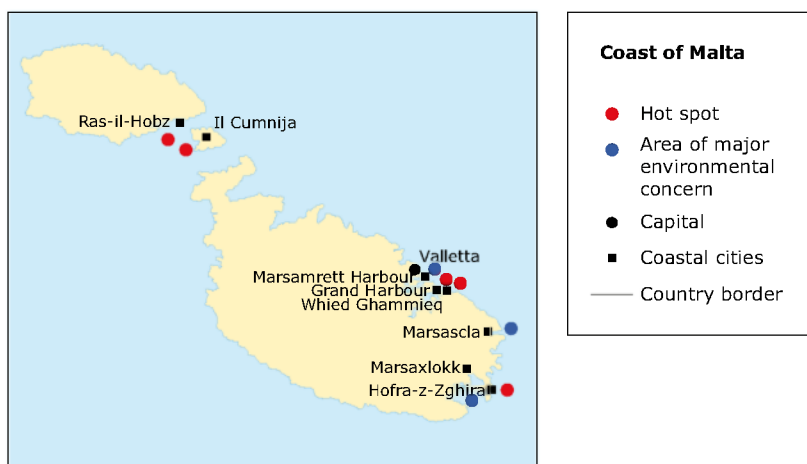 Ras-il-Hobz
Il Cumnija
Valletta
Marsamrett Harbour
Grand Harbour
Whied Ghammieq
Marsascla
Marsaxlokk
Hofra-z-Zghira
Coast of Malta
Hot spot
Area of major
environmental
concern
Capital
Coastal cities
Country border